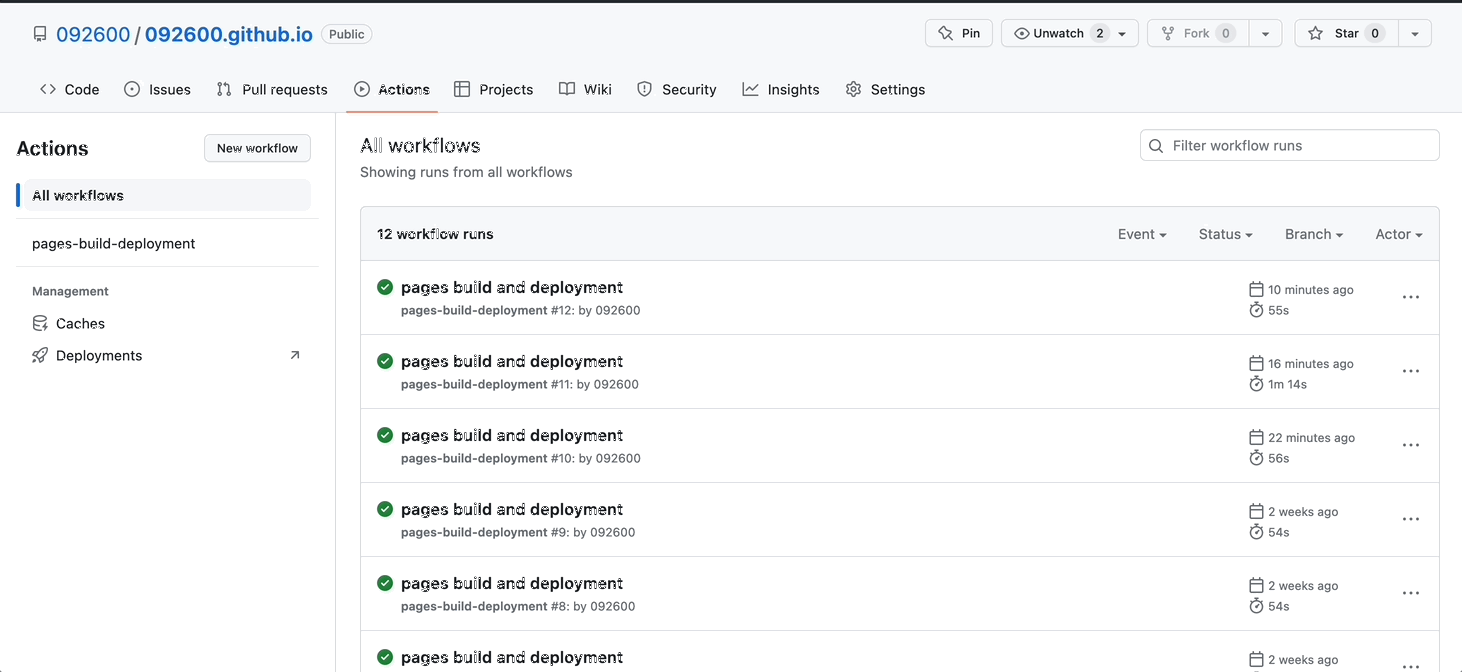 092600 / 092600.github.io Public
Pin Unwatch 2 Fork 0 Star 0
Code Issues Pull requests Actions Projects Wiki Security Insights Settings
Actions New workflow
All workflows
pages-build-deployment
Management
Caches
Deployments
All workflows
Showing runs from all workflows
Filter workflow runs
12 workflow runs Event Status Branch Actor
pages build and deployment
pages-build-deployment #12: by 092600
10 minutes ago
55s
pages build and deployment
pages-build-deployment #11: by 092600
16 minutes ago
1m 14s
pages build and deployment
pages-build-deployment #10: by 092600
22 minutes ago
56s
pages build and deployment
pages-build-deployment #9: by 092600
2 weeks ago
54s
pages build and deployment
pages-build-deployment #8: by 092600
2 weeks ago
54s
pages build and deployment
2 weeks ago